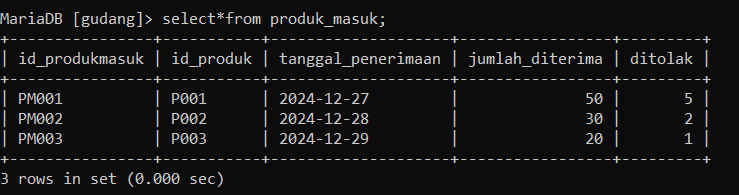 MariaDB [gudang]> select*from produk_masuk;
+---------------+-----------+--------------------+-----------------+---------+
| id_produkmasuk | id_produk | tanggal_penerimaan | jumlah_diterima | ditolak |
+---------------+-----------+--------------------+-----------------+---------+
| PM001 | P001 | 2024-12-27 | 50 | 5 |
| PM002 | P002 | 2024-12-28 | 30 | 2 |
| PM003 | P003 | 2024-12-29 | 20 | 1 |
+---------------+-----------+--------------------+-----------------+---------+
3 rows in set (0.000 sec)